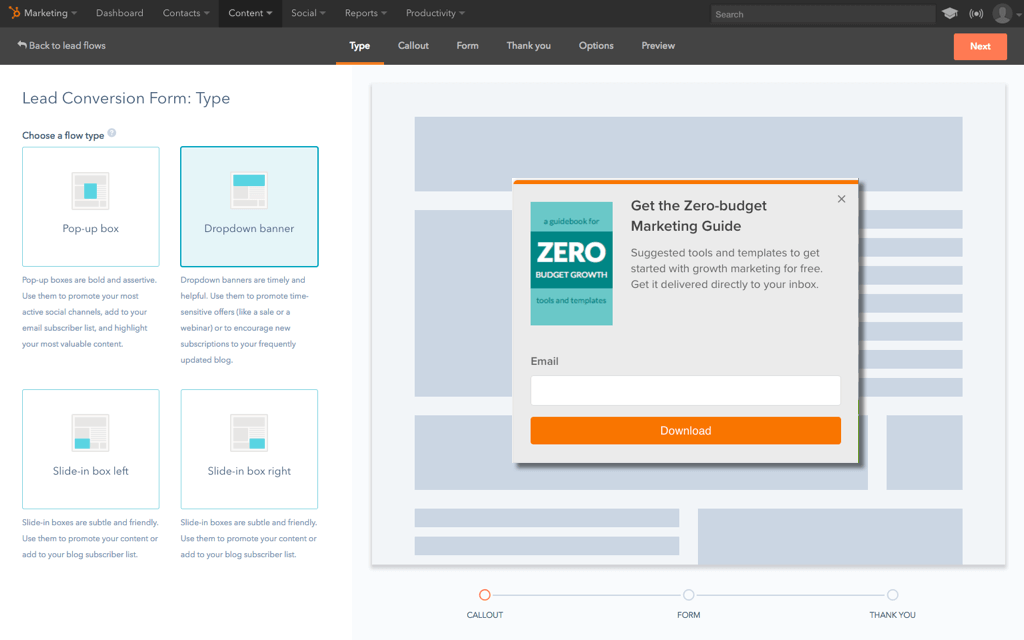 Marketing
Dashboard
Contacts
Content
Social
Reports
Productivity
Search
Back to lead flows
Type
Callout
Form
Thank you
Options
Preview
Next
Lead Conversion Form: Type
Choose a flow type ?
Pop-up box
Dropdown banner
Pop-up boxes are bold and assertive.
Use them to promote your most
active social channels, add to your
email subscriber list, and highlight
your most valuable content.
Dropdown banners are timely and
helpful. Use them to promote time-
sensitive offers (like a sale or a
webinar) or to encourage new
subscriptions to your frequently
updated blog.
Slide-in box left
Slide-in box right
Slide-in boxes are subtle and friendly.
Use them to promote your content or
add to your blog subscriber list.
Slide-in boxes are subtle and friendly.
Use them to promote your content or
add to your blog subscriber list.
a guidebook for
ZERO
BUDGET GROWTH
tools and templates
Get the Zero-budget
Marketing Guide
Suggested tools and templates to get
started with growth marketing for free.
Get it delivered directly to your inbox.
Email
Download
CALLOUT
FORM
THANK YOU